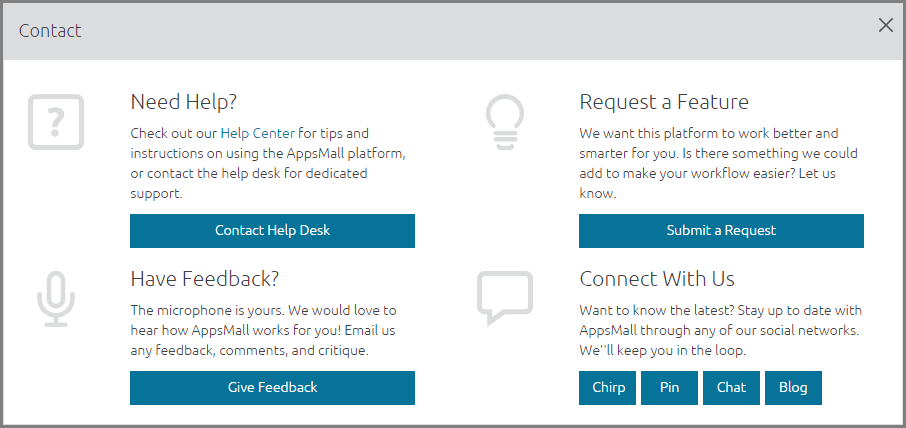 Contact
?
Need Help?
Check out our Help Center for tips and
instructions on using the AppsMall platform,
or contact the help desk for dedicated
support.
Contact Help Desk
Request a Feature
We want this platform to work better and
smarter for you. Is there something we could
add to make your workflow easier? Let us
know.
Submit a Request
Have Feedback?
The microphone is yours. We would love to
hear how AppsMall works for you! Email us
any feedback, comments, and critique.
Give Feedback
Connect With Us
Want to know the latest? Stay up to date with
AppsMall through any of our social networks.
We''ll keep you in the loop.
Chirp Pin Chat Blog